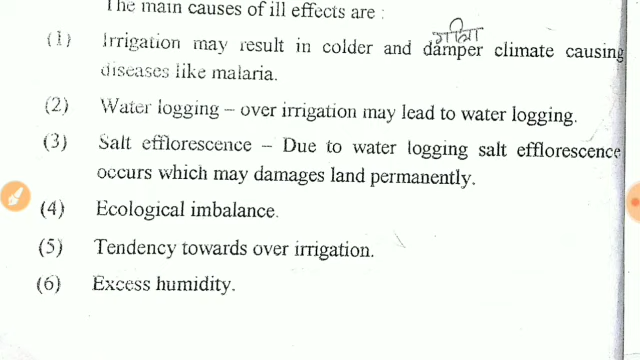 The main causes of ill effects are :
(1) Irrigation may result in colder and damper climate causing
diseases like malaria.
(2) Water logging – over irrigation may lead to water logging.
(3) Salt efflorescence – Due to water logging salt efflorescence
occurs which may damages land permanently.
(4) Ecological imbalance.
(5) Tendency towards over irrigation.
(6) Excess humidity.